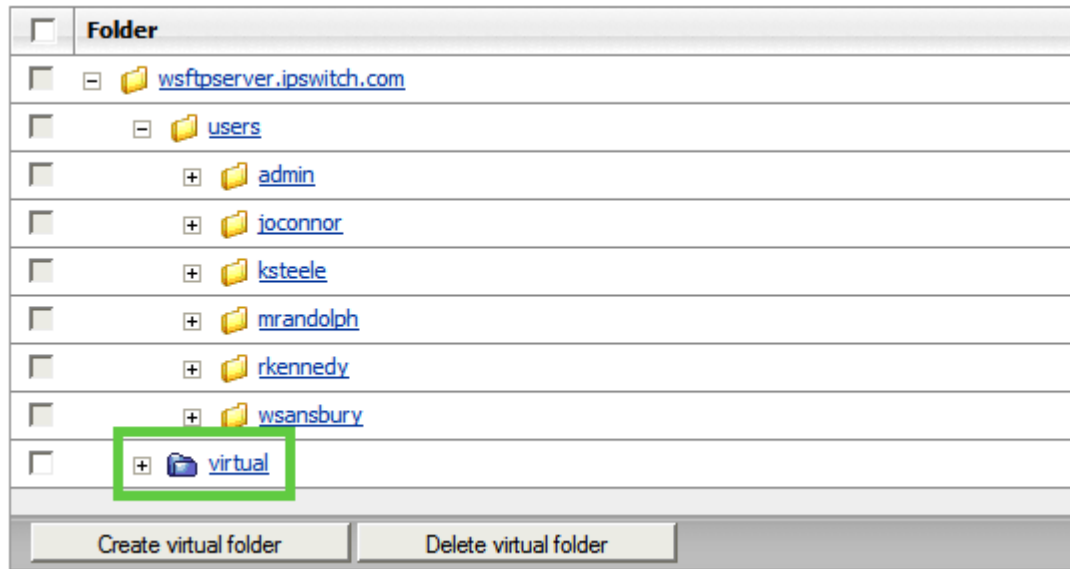 Folder
wsftpserver.ipswitch.com
users
admin
joconnor
ksteele
mrandolph
rkennedy
wsansbury
virtual
Create virtual folder Delete virtual folder